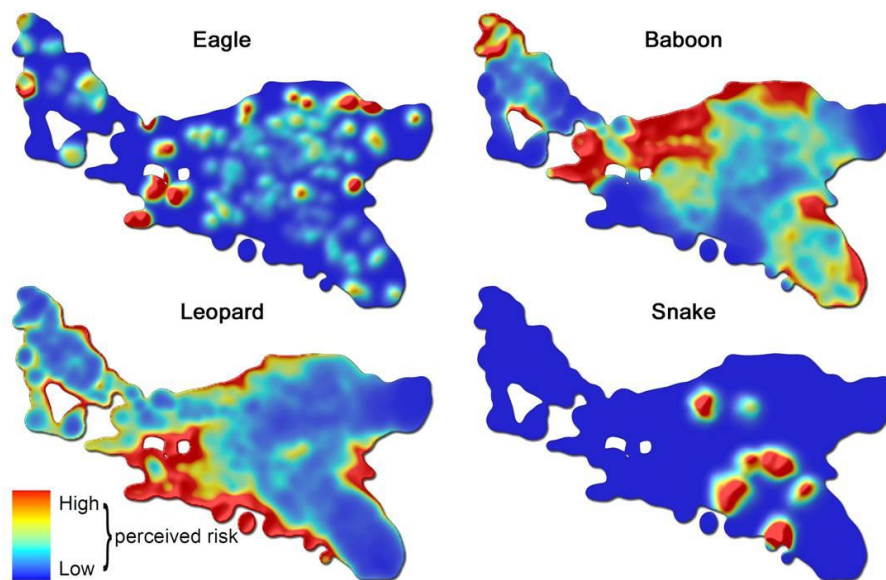 Eagle
Baboon
Leopard
Snake
High
perceived risk
Low